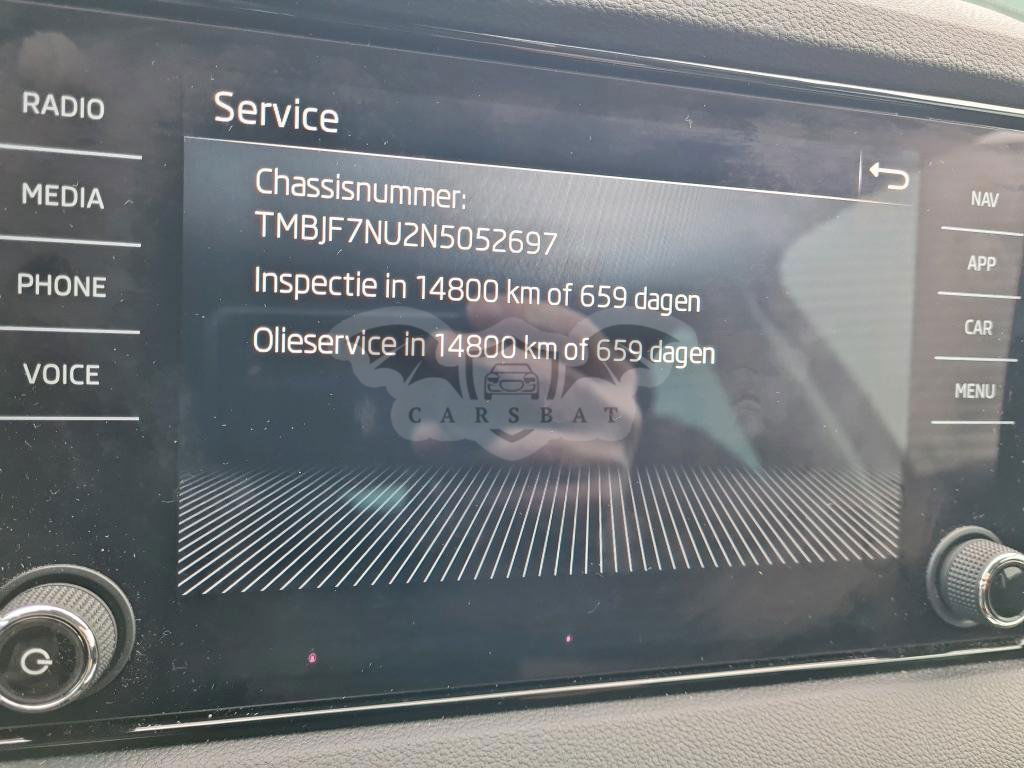 Service
RADIO
MEDIA
PHONE
VOICE
Chassisnummer:
TMBJF7NU2N5052697
Inspectie in 14800 km of 659 dagen
Olieservice in 14800 km of 659 dagen
CARSBAT
NAV
APP
CAR
MENU